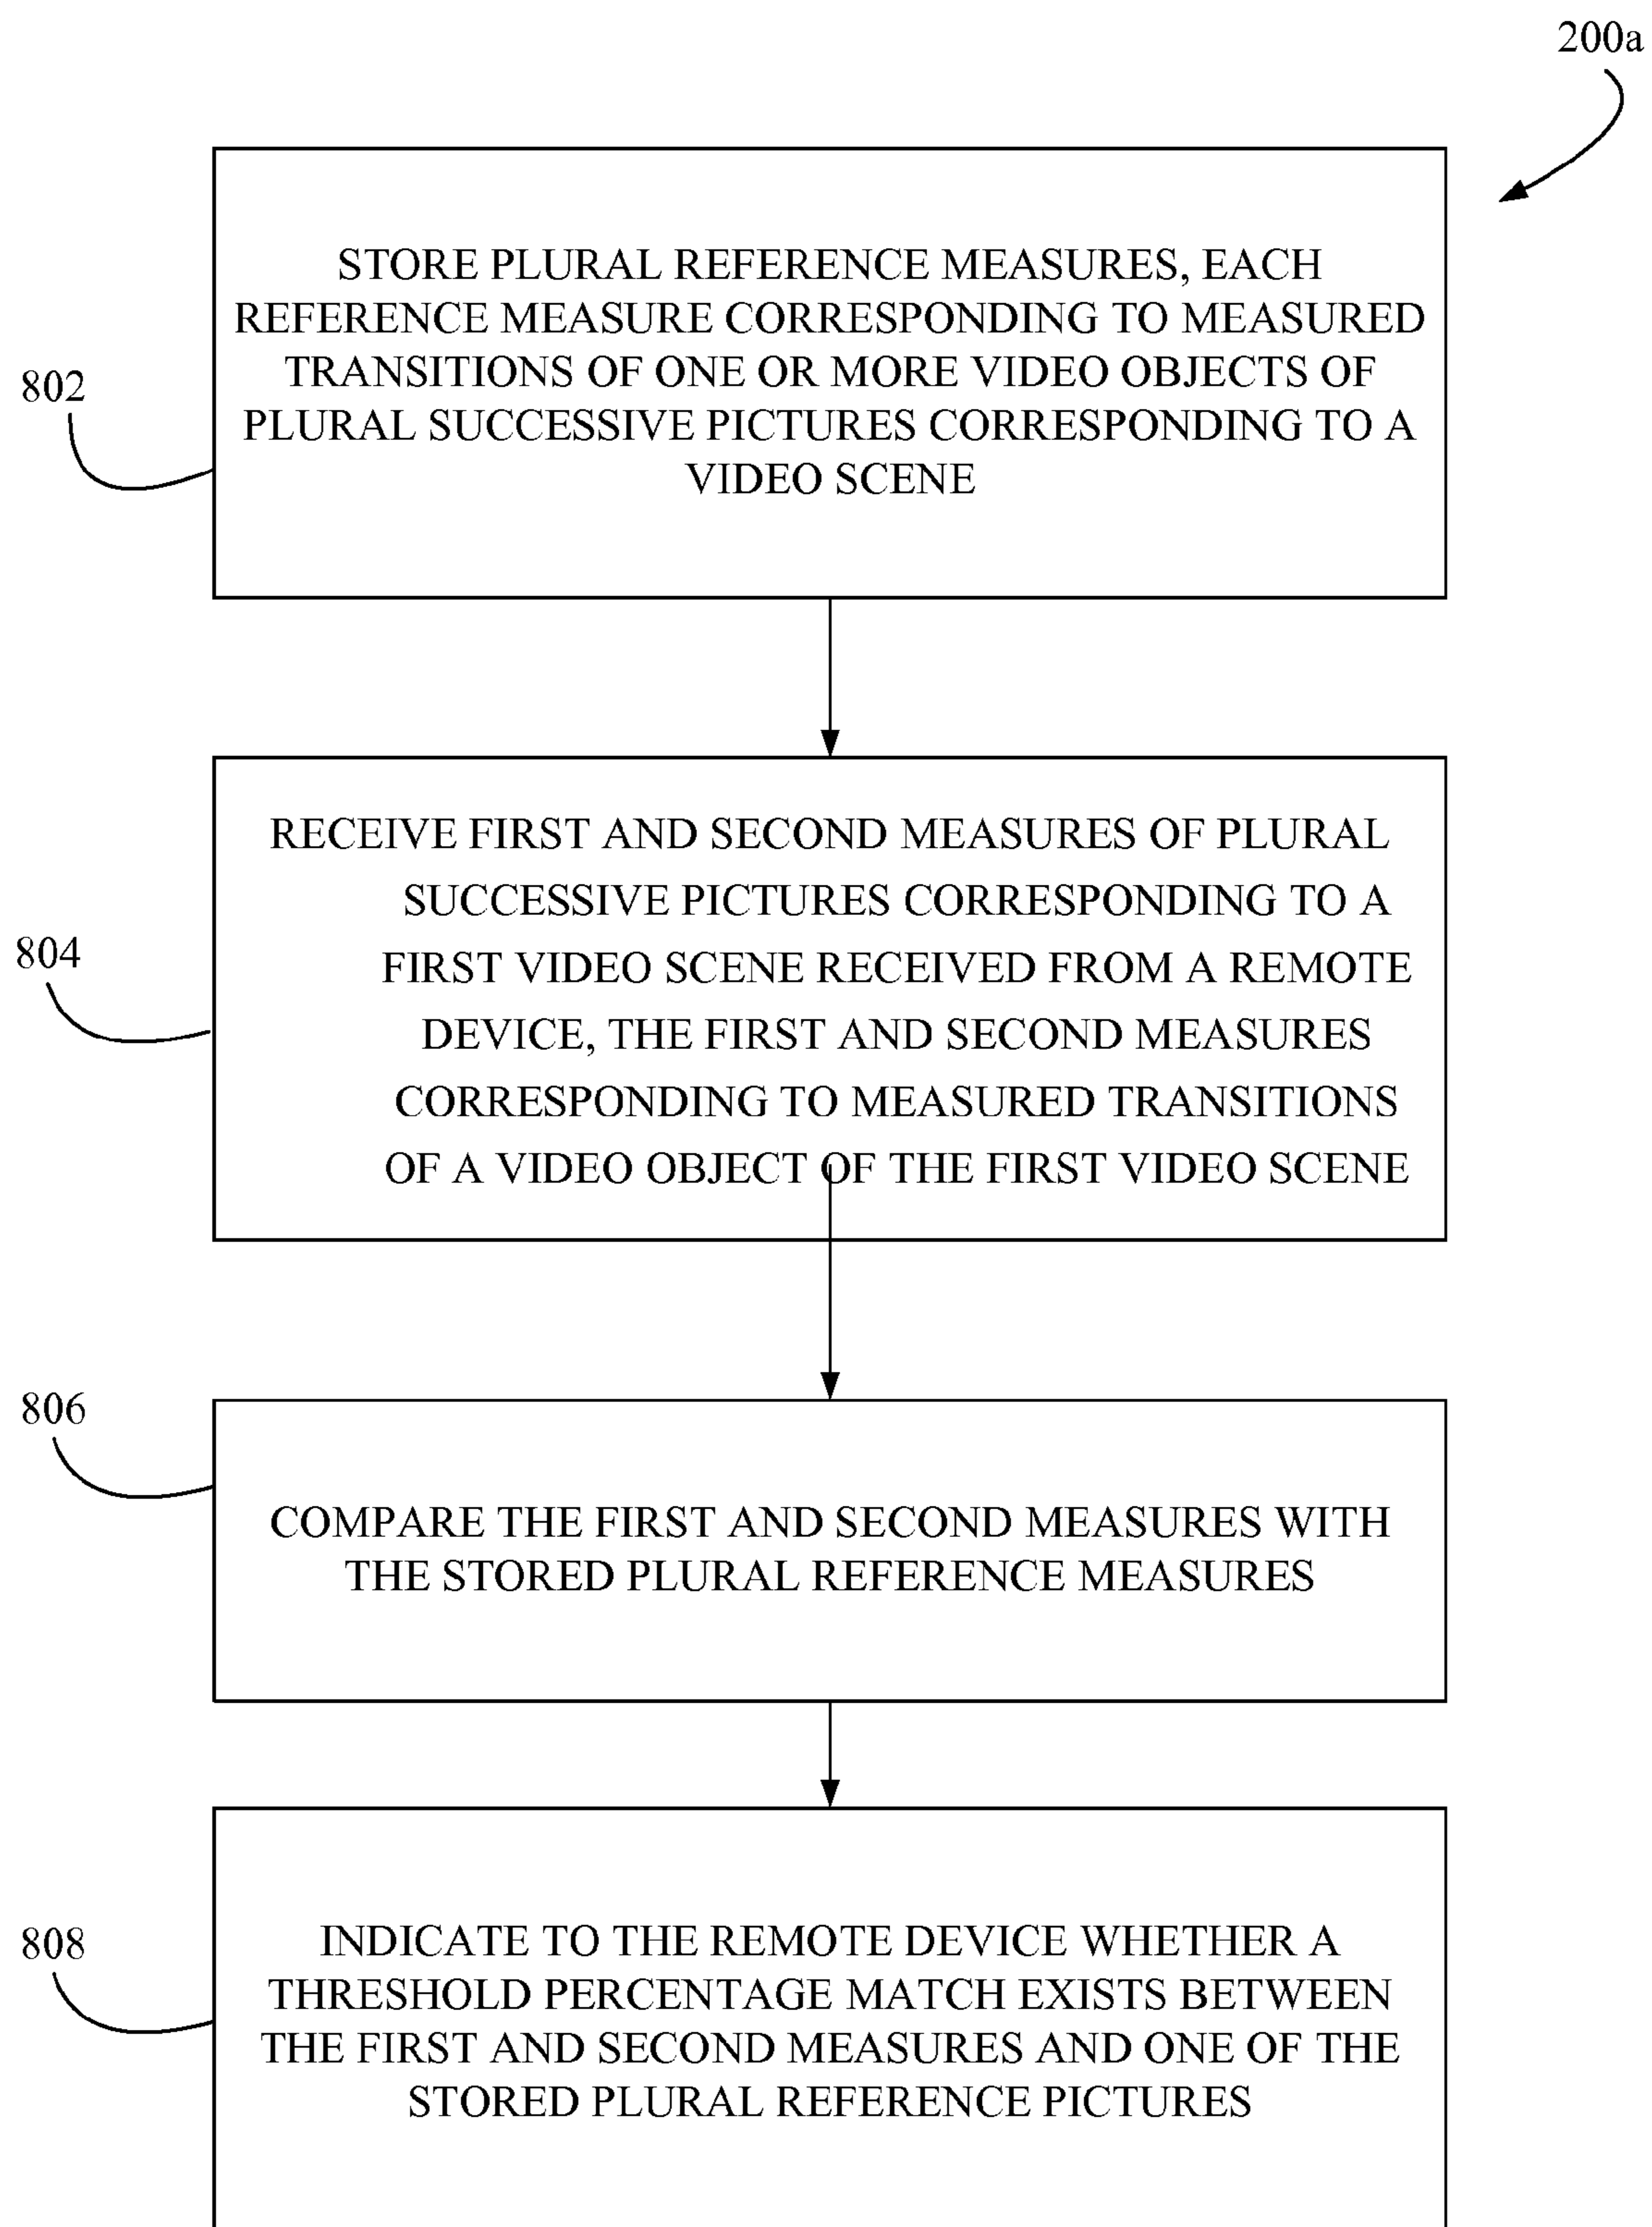 200a
STORE PLURAL REFERENCE MEASURES, EACH
REFERENCE MEASURE CORRESPONDING TO MEASURED
TRANSITIONS OF ONE OR MORE VIDEO OBJECTS OF
PLURAL SUCCESSIVE PICTURES CORRESPONDING TO A
VIDEO SCENE
802
RECEIVE FIRST AND SECOND MEASURES OF PLURAL
SUCCESSIVE PICTURES CORRESPONDING TO A
FIRST VIDEO SCENE RECEIVED FROM A REMOTE
DEVICE, THE FIRST AND SECOND MEASURES
CORRESPONDING TO MEASURED TRANSITIONS
OF A VIDEO OBJECT OF THE FIRST VIDEO SCENE
804
806
COMPARE THE FIRST AND SECOND MEASURES WITH
THE STORED PLURAL REFERENCE MEASURES
808
INDICATE TO THE REMOTE DEVICE WHETHER A
THRESHOLD PERCENTAGE MATCH EXISTS BETWEEN
THE FIRST AND SECOND MEASURES AND ONE OF THE
STORED PLURAL REFERENCE PICTURES